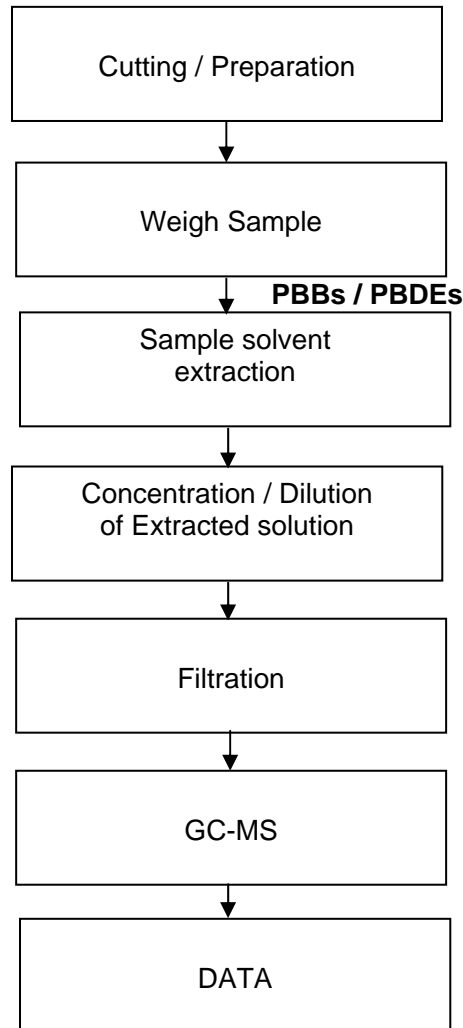 Cutting / Preparation
Weigh Sample
PBBs / PBDEs
Sample solvent
extraction
Concentration / Dilution
of Extracted solution
Filtration
GC-MS
DATA